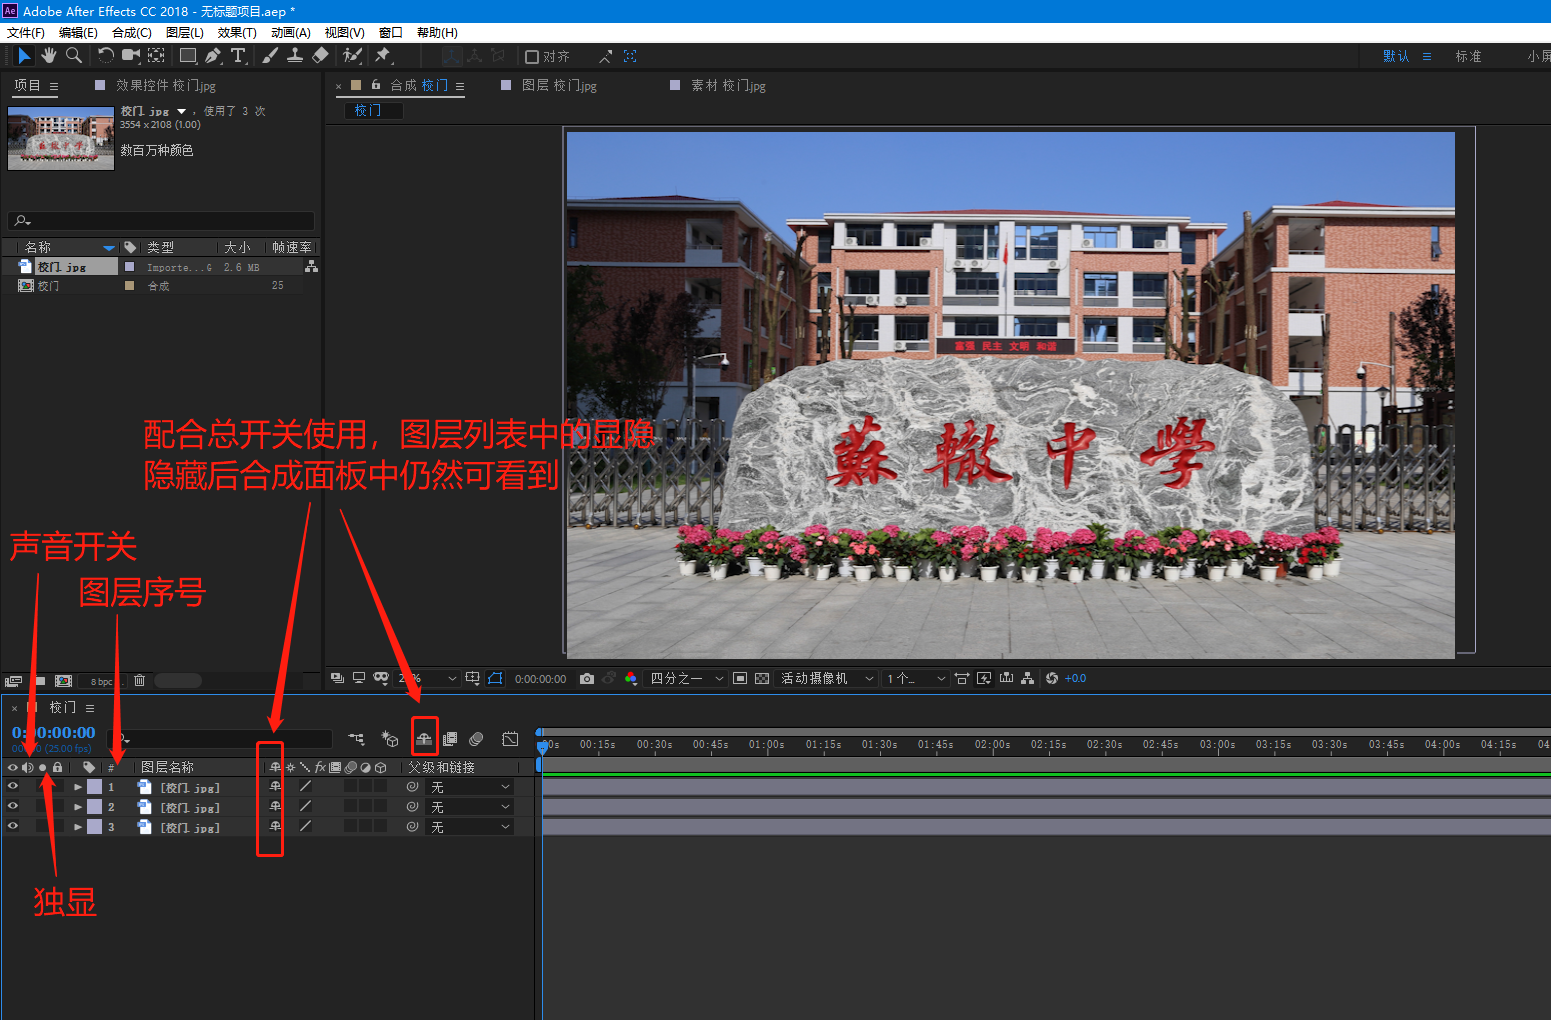 Ae Adobe After Effects CC 2018 - 无标题项目.aep *
文件(F) 编辑(E) 合成(C) 图层(L) 效果(T) 动画(A) 视图(V) 窗口 帮助(H)
对齐 默认 标准 小屏
项目 效果控件 校门.jpg
× 合成 校门 图层 校门.jpg 素材 校门.jpg
校门
校门.jpg ▼ ，使用了 3 次
3554 x 2108 (1.00)
数百万种颜色
名称 类型 大小 帧速率
校门.jpg Importe...G 2.6 MB
校门 合成 25
富强 民主 文明 和谐
蘇轍中學
配合总开关使用，图层列表中的显隐
隐藏后合成面板中仍然可看到
声音开关
图层序号
8 bpc
0:00:00:00 四分之一 活动摄像机 1 个... +0.0
× 校门
0:00:00:00
(25.00 fps)
00s 00:15s 00:30s 00:45s 01:00s 01:15s 01:30s 01:45s 02:00s 02:15s 02:30s 02:45s 03:00s 03:15s 03:30s 03:45s 04:00s 04:15s
# 图层名称 fx 父级和链接
1 [校门.jpg] 无
2 [校门.jpg] 无
3 [校门.jpg] 无
独显